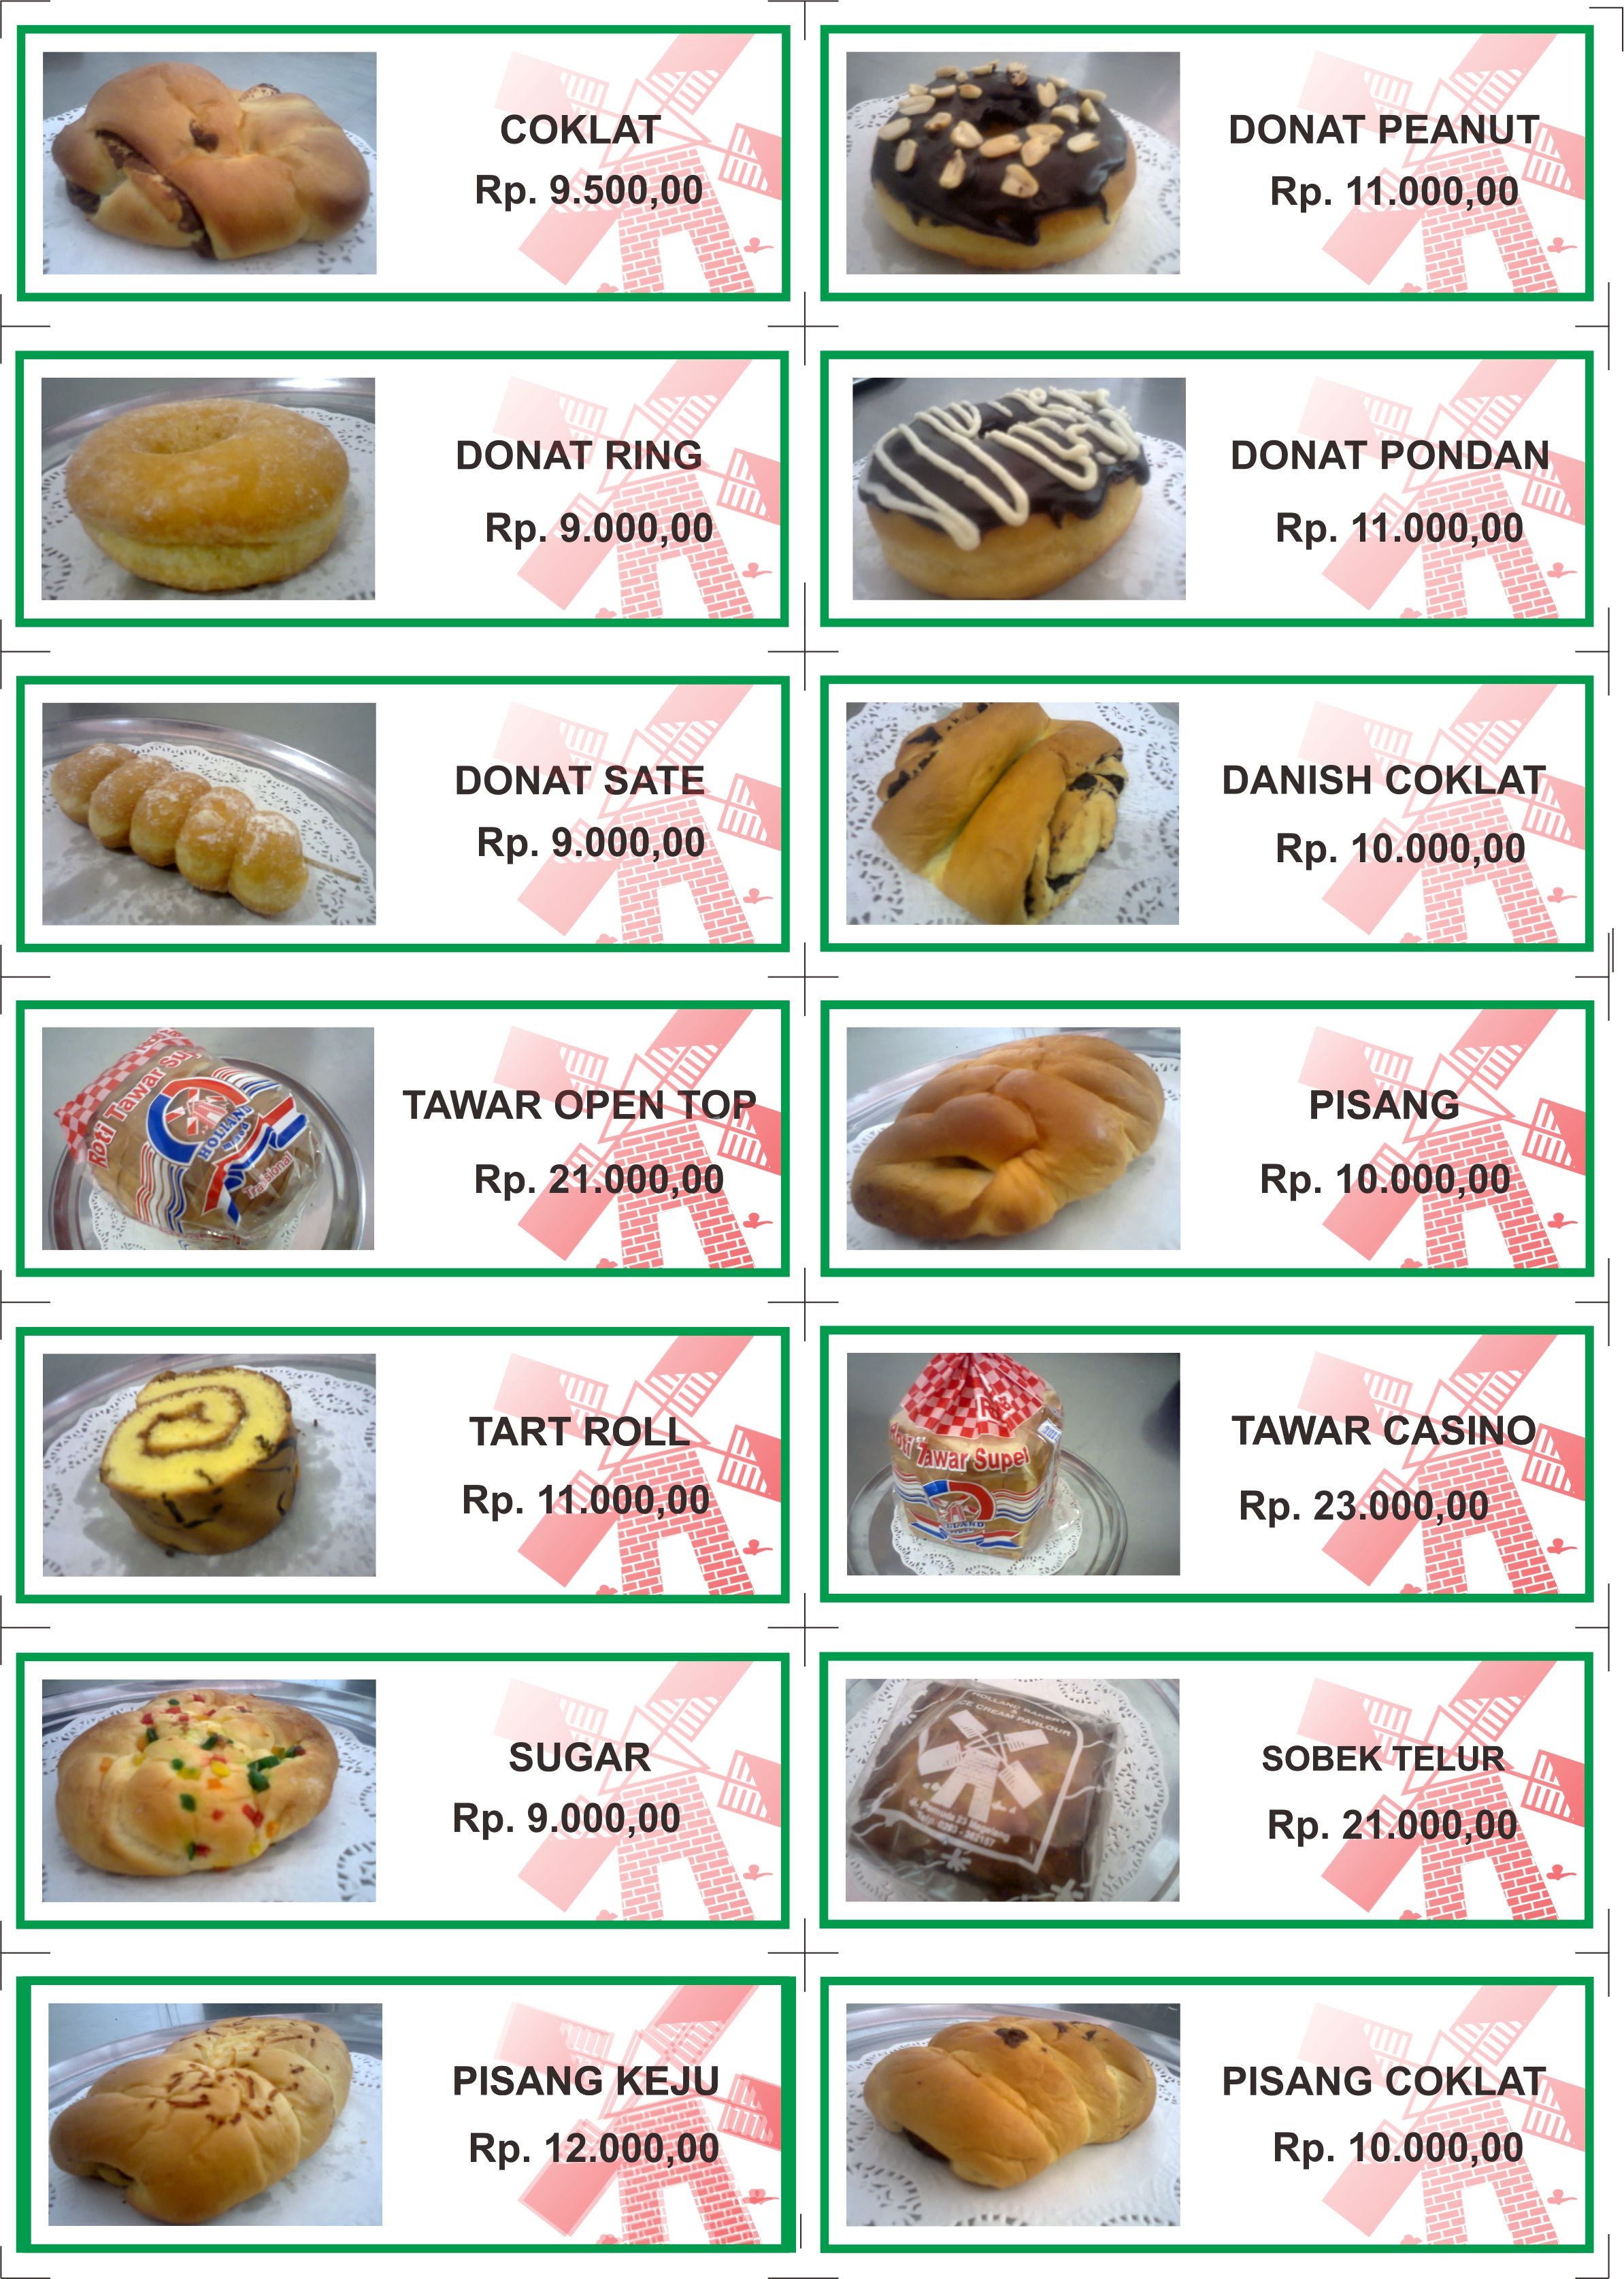 COKLAT
Rp. 9.500,00
DONAT PEANUT
Rp. 11.000,00
DONAT RING
Rp. 9.000,00
DONAT PONDAN
Rp. 11.000,00
DONAT SATE
Rp. 9.000,00
DANISH COKLAT
Rp. 10.000,00
Roti Tawar
HOLLAND
Tradisional
TAWAR OPEN TOP
Rp. 21.000,00
PISANG
Rp. 10.000,00
TART ROLL
Rp. 11.000,00
Tawar Super
TAWAR CASINO
Rp. 23.000,00
SUGAR
Rp. 9.000,00
HOLLAND BAKERY
ICE CREAM PARLOUR
SOBEK TELUR
Rp. 21.000,00
PISANG KEJU
Rp. 12.000,00
PISANG COKLAT
Rp. 10.000,00